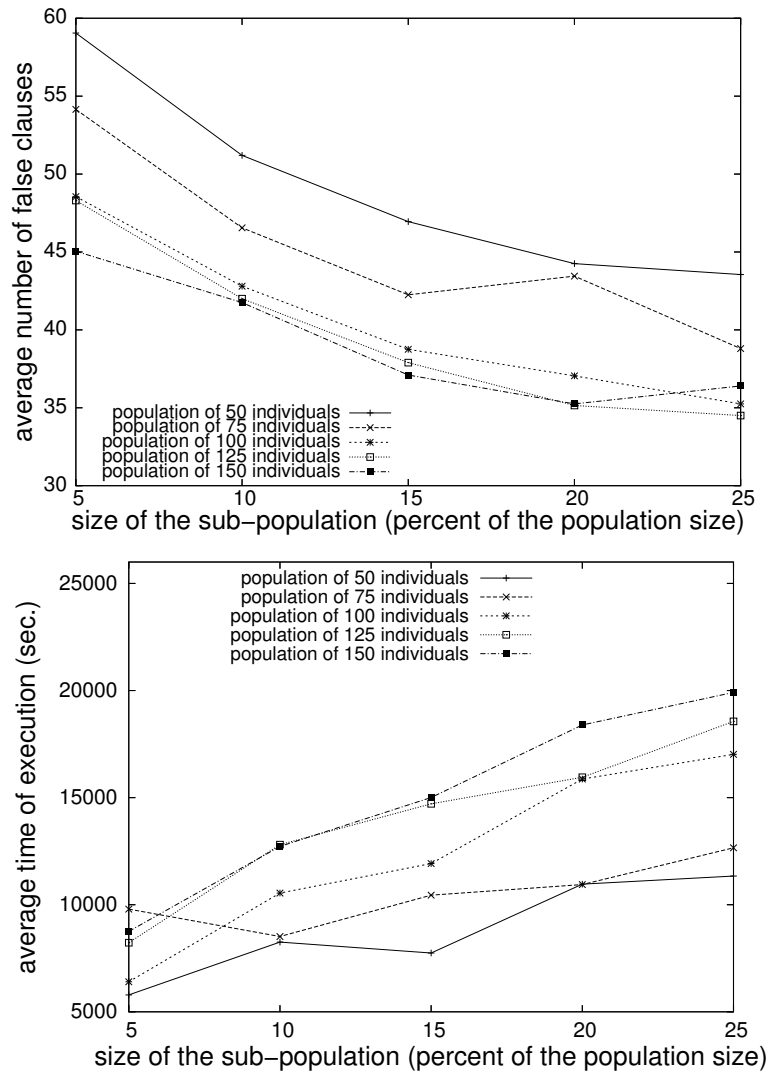 60
55
50
45
40
35
30
average number of false clauses
population of 50 individuals
population of 75 individuals
population of 100 individuals
population of 125 individuals
population of 150 individuals
5 10 15 20 25
size of the sub-population (percent of the population size)
25000
20000
15000
10000
5000
average time of execution (sec.)
population of 50 individuals
population of 75 individuals
population of 100 individuals
population of 125 individuals
population of 150 individuals
5 10 15 20 25
size of the sub-population (percent of the population size)